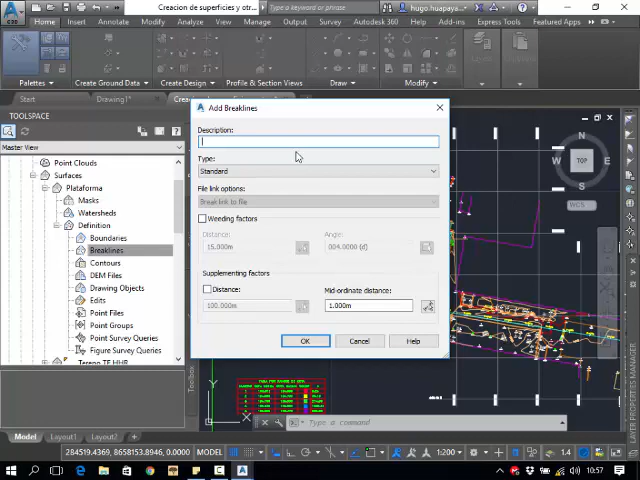 Creacion de superficies y otr...
Type a keyword or phrase
hugo.huapaya...
Home Insert Annotate Modify Analyze View Manage Output Survey Autodesk 360 Help Add-ins Express Tools Featured Apps
Palettes Create Ground Data Create Design Profile & Section Views Draw Modify
Start Drawing1*
TOOLSPACE
Master View
Point Clouds
Surfaces
Plataforma
Masks
Watersheds
Definition
Boundaries
Breaklines
Contours
DEM Files
Drawing Objects
Edits
Point Files
Point Groups
Point Survey Queries
Figure Survey Queries
Terreno TE HHR
Add Breaklines
Description:
Type:
Standard
File link options:
Break link to file
Weeding factors
Distance: Angle:
15.000m 004.0000 (d)
Supplementing factors
Distance: Mid-ordinate distance:
100.000m 1.000m
OK Cancel Help
N
W TOP E
S
WCS
Y
X
Type a command
LAYER PROPERTIES MANAGER
Model Layout1 Layout2
284519.4369, 8658153.8946, 0.0000 MODEL 1:200 1.4
10:57